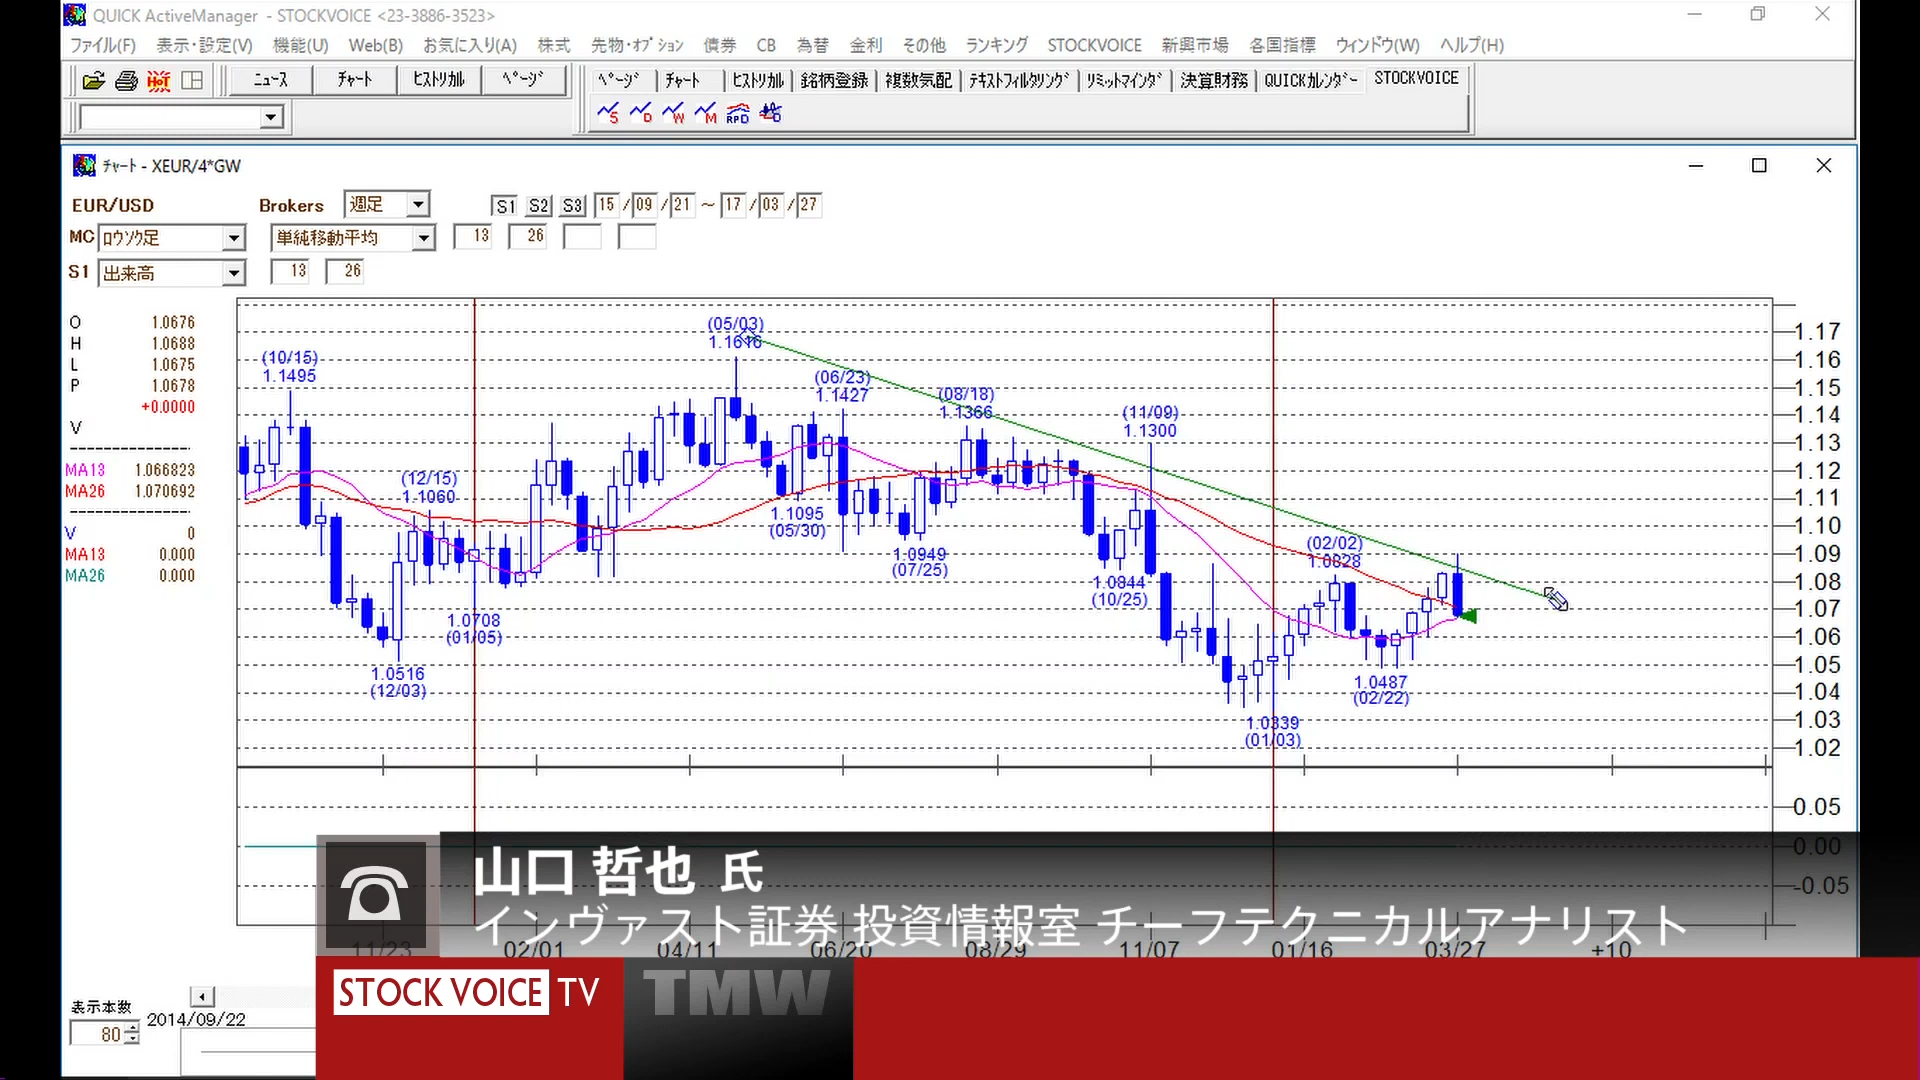 QUICK ActiveManager - STOCKVOICE <23-3886-3523>
ファイル(F) 表示・設定(V) 機能(U) Web(B) お気に入り(A) 株式 先物・ｵﾌﾟｼｮﾝ 債券 CB 為替 金利 その他 ランキング STOCKVOICE 新興市場 各国指標 ウィンドウ(W) ヘルプ(H)
HOT ﾆｭｰｽ ﾁｬｰﾄ ﾋｽﾄﾘｶﾙ ﾍﾟｰｼﾞ ﾍﾟｰｼﾞ ﾁｬｰﾄ ﾋｽﾄﾘｶﾙ 銘柄登録 複数気配 ﾃｷｽﾄﾌｨﾙﾀﾘﾝｸﾞ ﾘﾐｯﾄﾏｲﾝﾀﾞ 決算財務 QUICKｶﾚﾝﾀﾞｰ STOCKVOICE
S D W M RPD
ﾁｬｰﾄ - XEUR/4*GW
EUR/USD Brokers 週足 S1 S2 S3 15 / 09 / 21 ～ 17 / 03 / 27
MC ﾛｳｿｸ足 単純移動平均 13 26
S1 出来高 13 26
O 1.0676
H 1.0688
L 1.0675
P 1.0678
+0.0000
V
MA13 1.066823
MA26 1.070692
V 0
MA13 0.000
MA26 0.000
(10/15)
1.1495
(12/15)
1.1060
1.0516
(12/03)
1.0708
(01/05)
(05/03)
1.1616
1.1095
(05/30)
(06/23)
1.1427
1.0949
(07/25)
(08/18)
1.1366
1.0844
(10/25)
(11/09)
1.1300
1.0339
(01/03)
(02/02)
1.0828
1.0487
(02/22)
1.17
1.16
1.15
1.14
1.13
1.12
1.11
1.10
1.09
1.08
1.07
1.06
1.05
1.04
1.03
1.02
0.05
0.00
-0.05
山口 哲也 氏
インヴァスト証券 投資情報室 チーフテクニカルアナリスト
11/23 02/01 04/11 06/20 08/29 11/07 01/16 03/27 +10
STOCK VOICE TV TMW
表示本数
80 2014/09/22